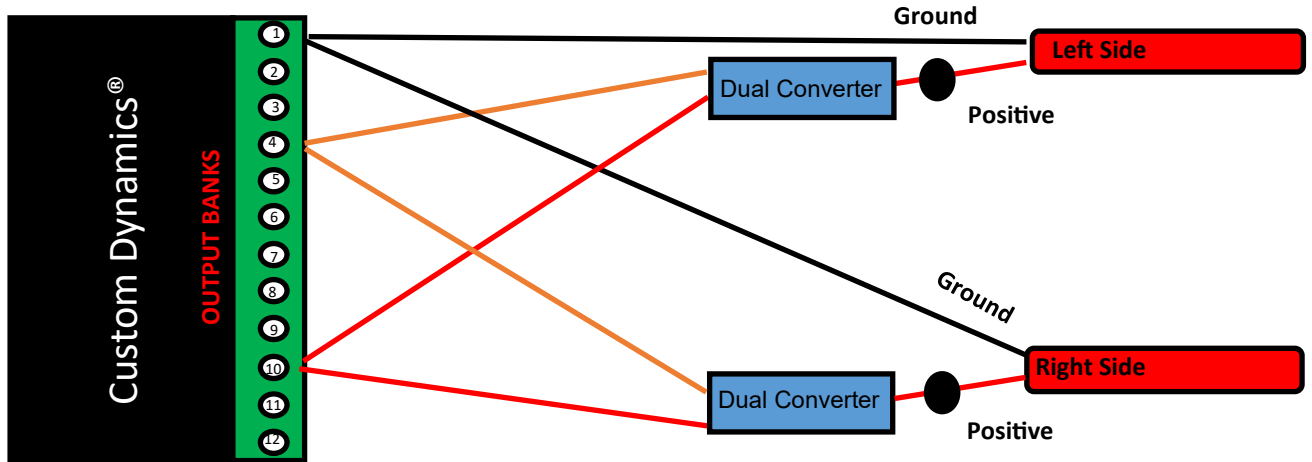 Custom Dynamics®
OUTPUT BANKS
1
2
3
4
5
6
7
8
9
10
11
12
Ground
Left Side
Dual Converter
Positive
Ground
Right Side
Dual Converter
Positive